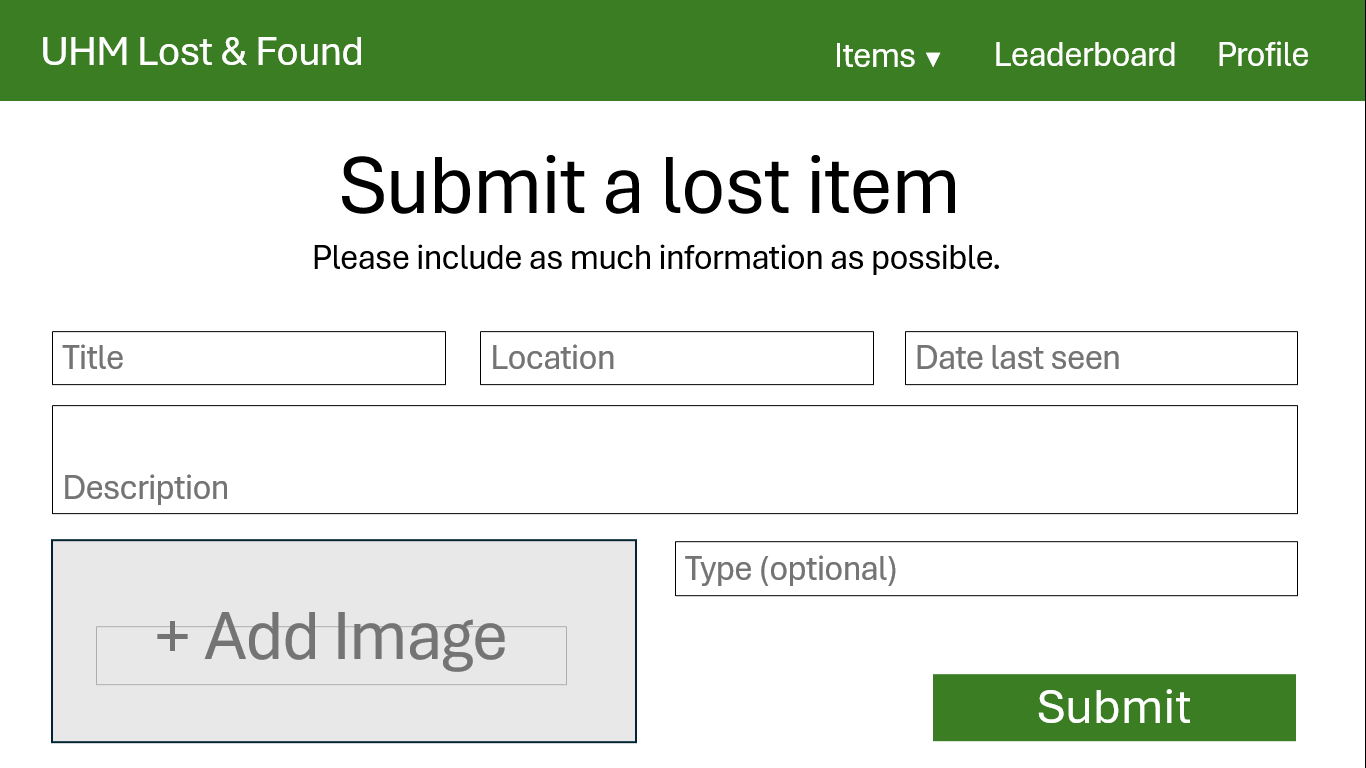 UHM Lost & Found
Items ▼
Leaderboard
Profile
Submit a lost item
Please include as much information as possible.
Title
Location
Date last seen
Description
+ Add Image
Type (optional)
Submit